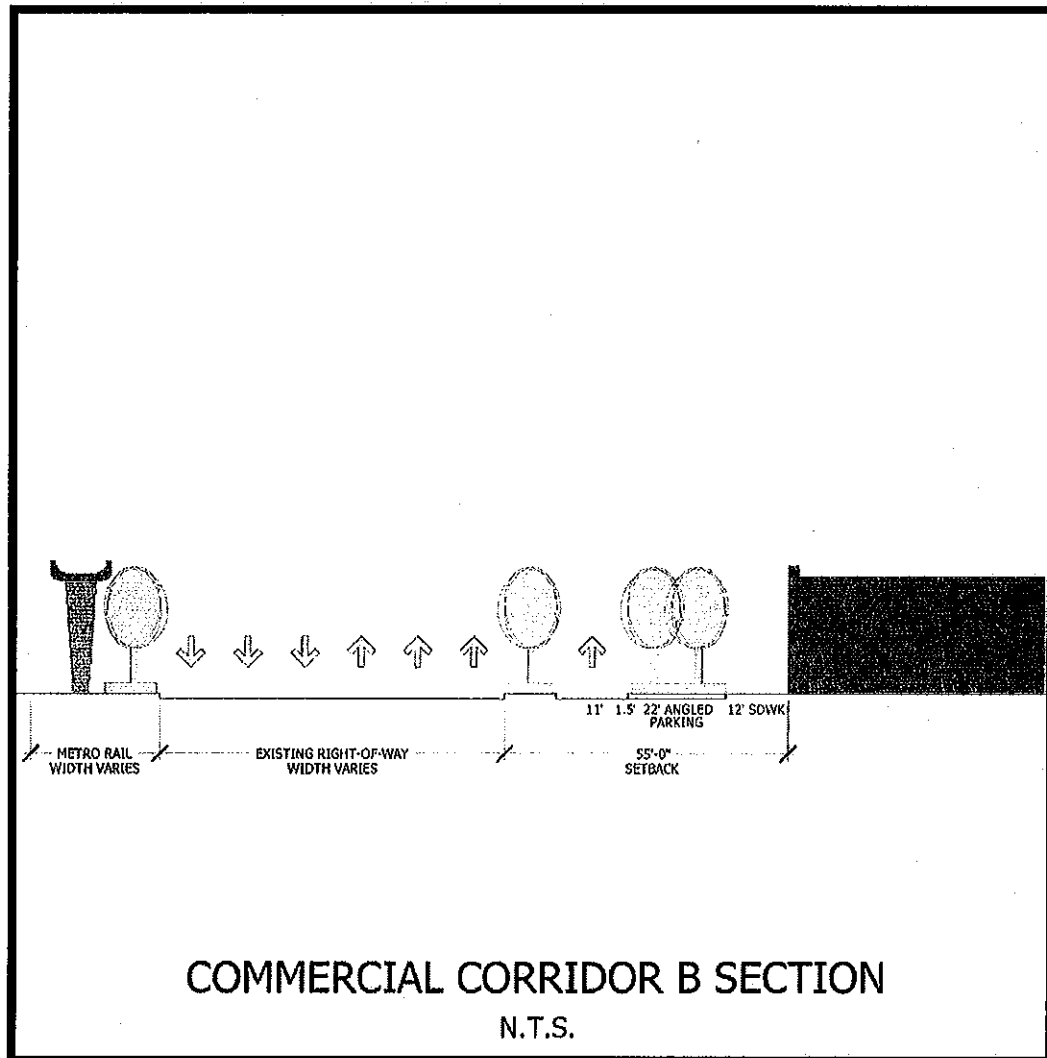 11' 1.5' 22' ANGLED PARKING 12' SDWK
METRO RAIL
WIDTH VARIES
EXISTING RIGHT-OF-WAY
WIDTH VARIES
55'-0"
SETBACK
COMMERCIAL CORRIDOR B SECTION
N.T.S.